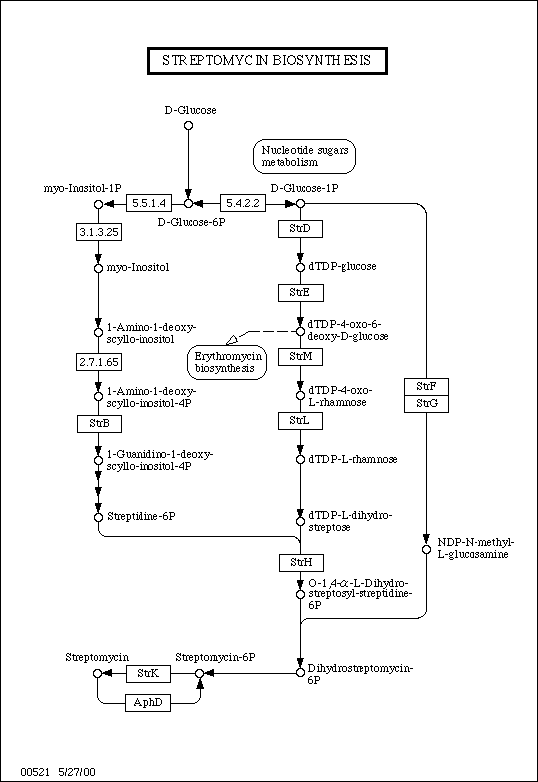 STREPTOMYCIN BIOSYNTHESIS
D-Glucose
Nucleotide sugars
metabolism
myo-Inositol-1P
5.5.1.4
5.4.2.2
D-Glucose-1P
D-Glucose-6P
3.1.3.25
StrD
myo-Inositol
dTDP-glucose
StrE
1-Amino-1-deoxy-
scyllo-inositol
dTDP-4-oxo-6-
deoxy-D-glucose
Erythromycin
biosynthesis
2.7.1.65
StrM
1-Amino-1-deoxy-
scyllo-inositol-4P
dTDP-4-oxo-
L-rhamnose
StrF
StrG
StrB
StrL
1-Guanidino-1-deoxy-
scyllo-inositol-4P
dTDP-L-rhamnose
Streptidine-6P
dTDP-L-dihydro-
streptose
NDP-N-methyl-
L-glucosamine
StrH
O-1,4-α-L-Dihydro-
streptosyl-streptidine-
6P
Streptomycin
Streptomycin-6P
StrK
Dihydrostreptomycin-
6P
AphD
00521 5/27/00